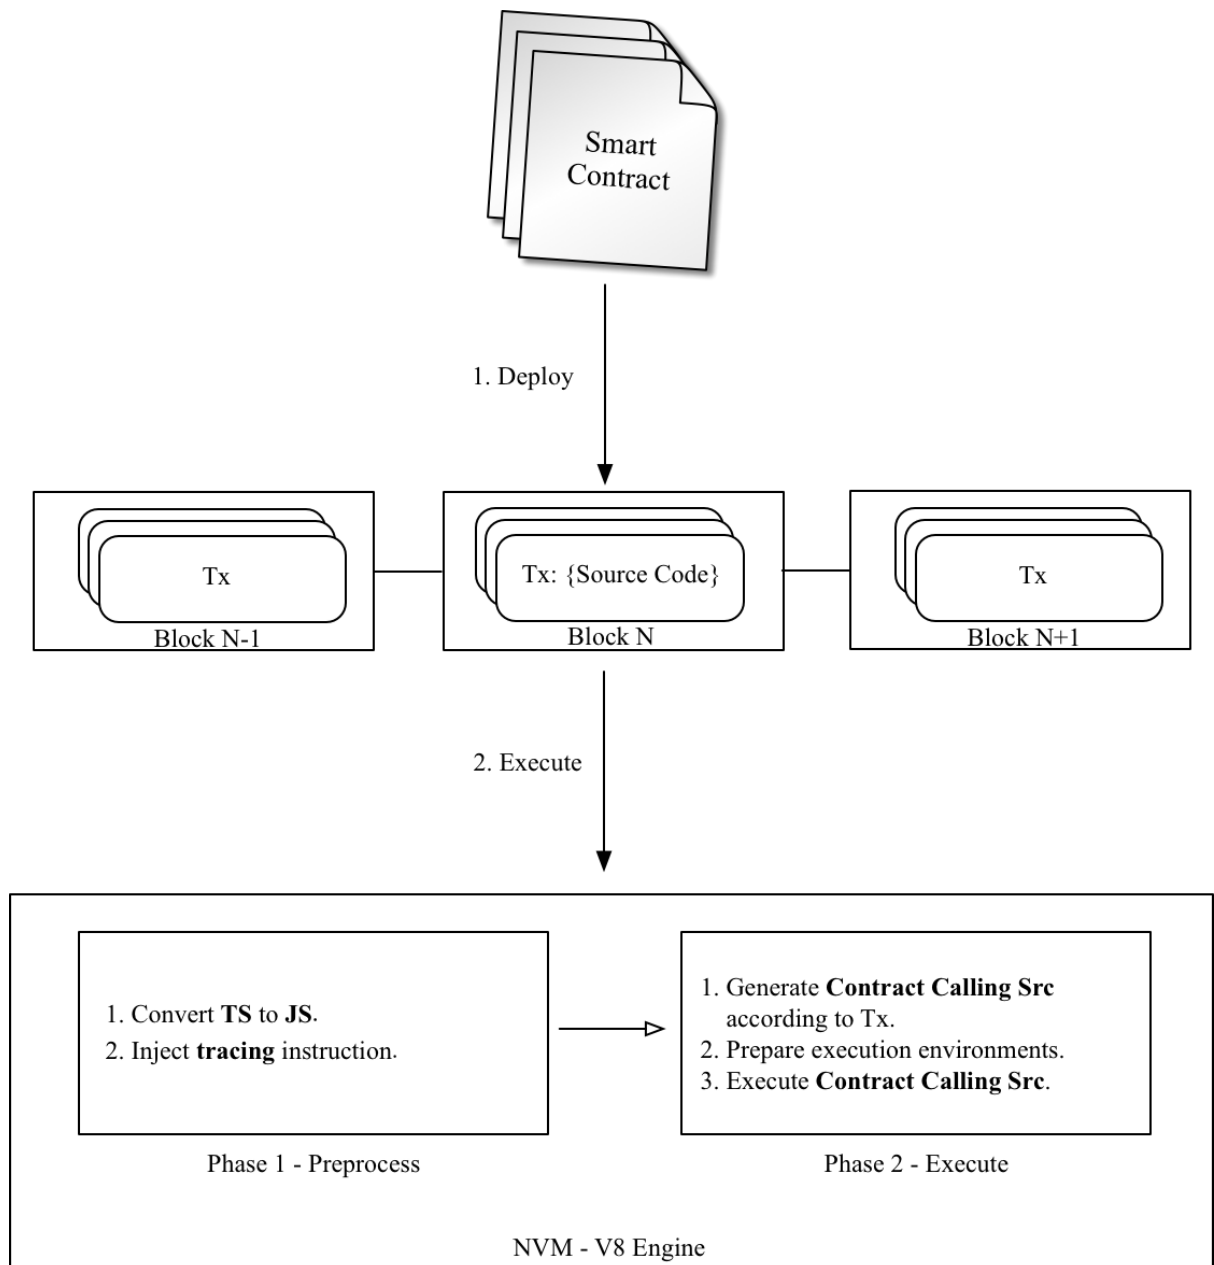 Smart
Contract
1. Deploy
Tx
Block N-1
Tx: {Source Code}
Block N
Tx
Block N+1
2. Execute
1. Convert TS to JS.
2. Inject tracing instruction.
Phase 1 - Preprocess
1. Generate Contract Calling Src
according to Tx.
2. Prepare execution environments.
3. Execute Contract Calling Src.
Phase 2 - Execute
NVM - V8 Engine